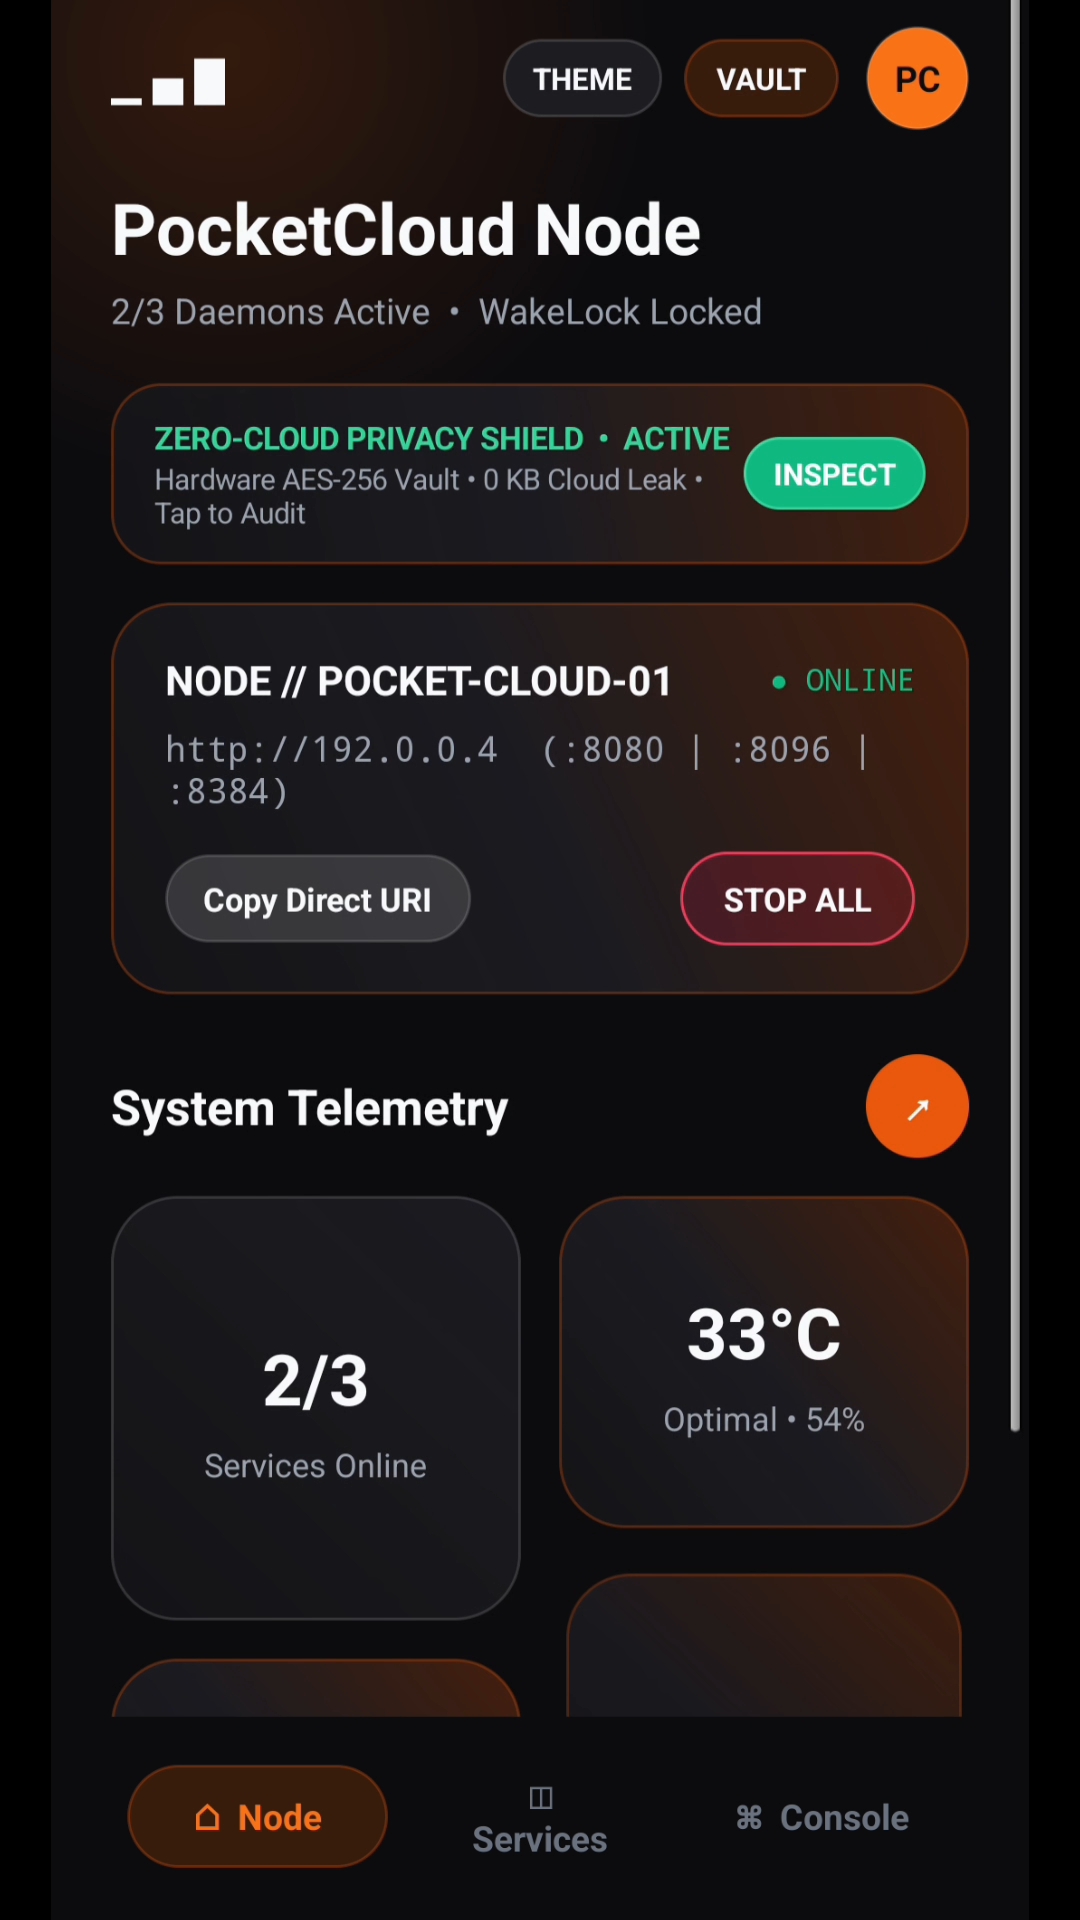 THEME
VAULT
PC
PocketCloud Node
2/3 Daemons Active • WakeLock Locked
ZERO-CLOUD PRIVACY SHIELD • ACTIVE
Hardware AES-256 Vault • 0 KB Cloud Leak •
Tap to Audit
INSPECT
NODE // POCKET-CLOUD-01
● ONLINE
http://192.0.0.4 (:8080 | :8096 |
:8384)
Copy Direct URI
STOP ALL
System Telemetry
↗
2/3
Services Online
33°C
Optimal • 54%
⌂ Node
◫
Services
⌘ Console